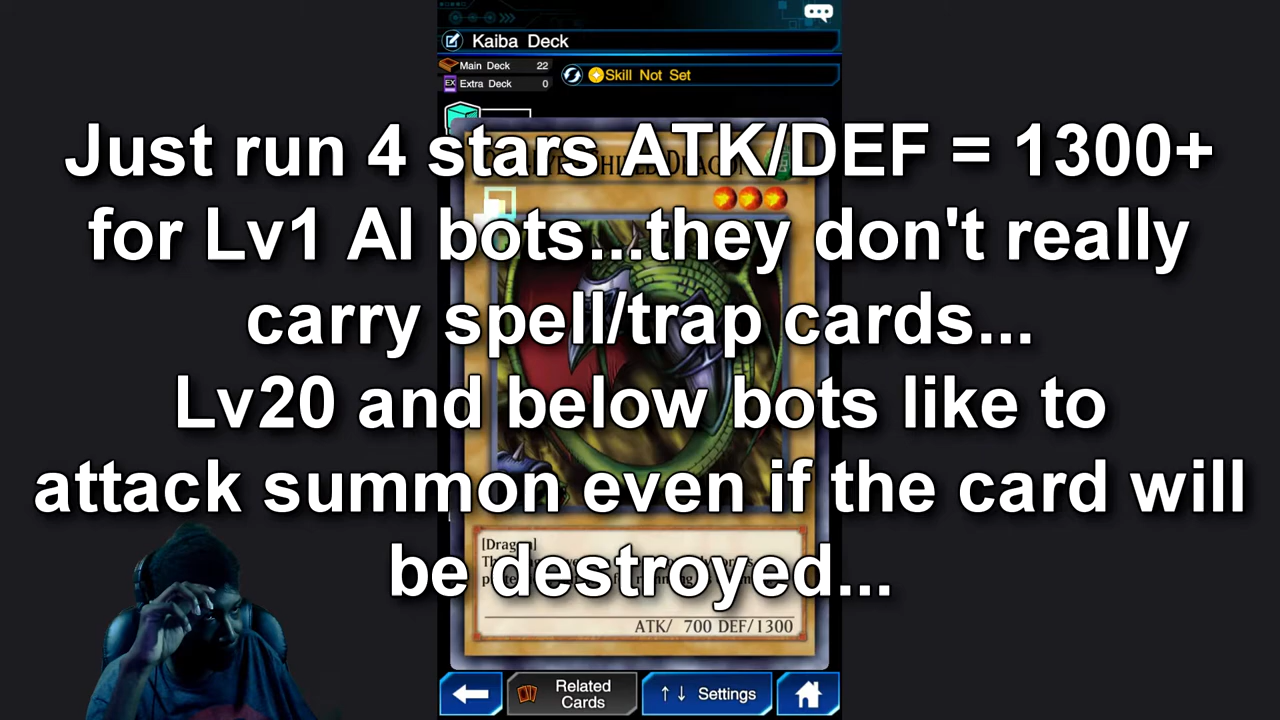 Kaiba Deck
Main Deck 22
Extra Deck 0
EX
Skill Not Set
Just run 4 stars ATK/DEF = 1300+
for Lv1 AI bots...they don't really
carry spell/trap cards...
Lv20 and below bots like to
attack summon even if the card will
be destroyed...
[Dragon]
ATK/ 700 DEF/1300
Related
Cards
Settings